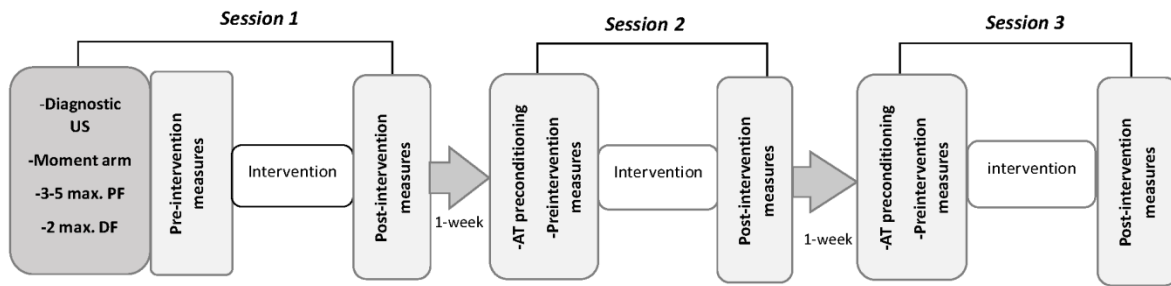 Session 1
-Diagnostic
US
-Moment arm
-3-5 max. PF
-2 max. DF
Pre-intervention
measures
Intervention
Post-intervention
measures
1-week
Session 2
-AT preconditioning
-Preintervention
measures
Intervention
Post-intervention
measures
1-week
Session 3
-AT preconditioning
-Preintervention
measures
intervention
Post-intervention
measures